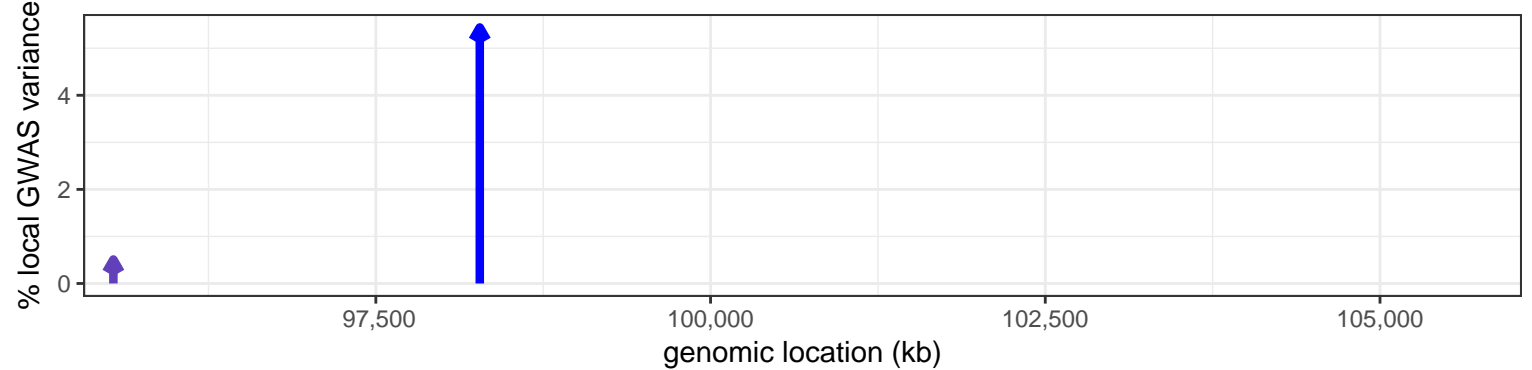 % local GWAS variance
4
2
0
97,500 100,000 102,500 105,000
genomic location (kb)